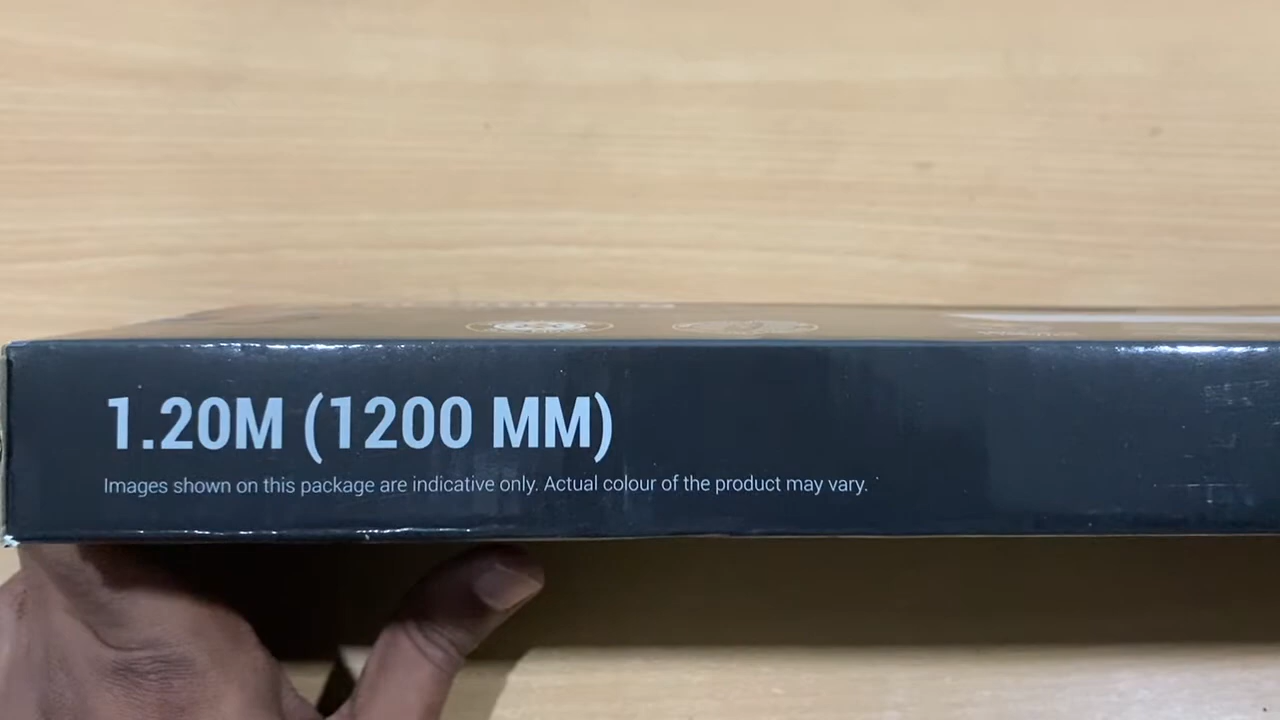 1.20M (1200 MM)
Images shown on this package are indicative only. Actual colour of the product may vary.